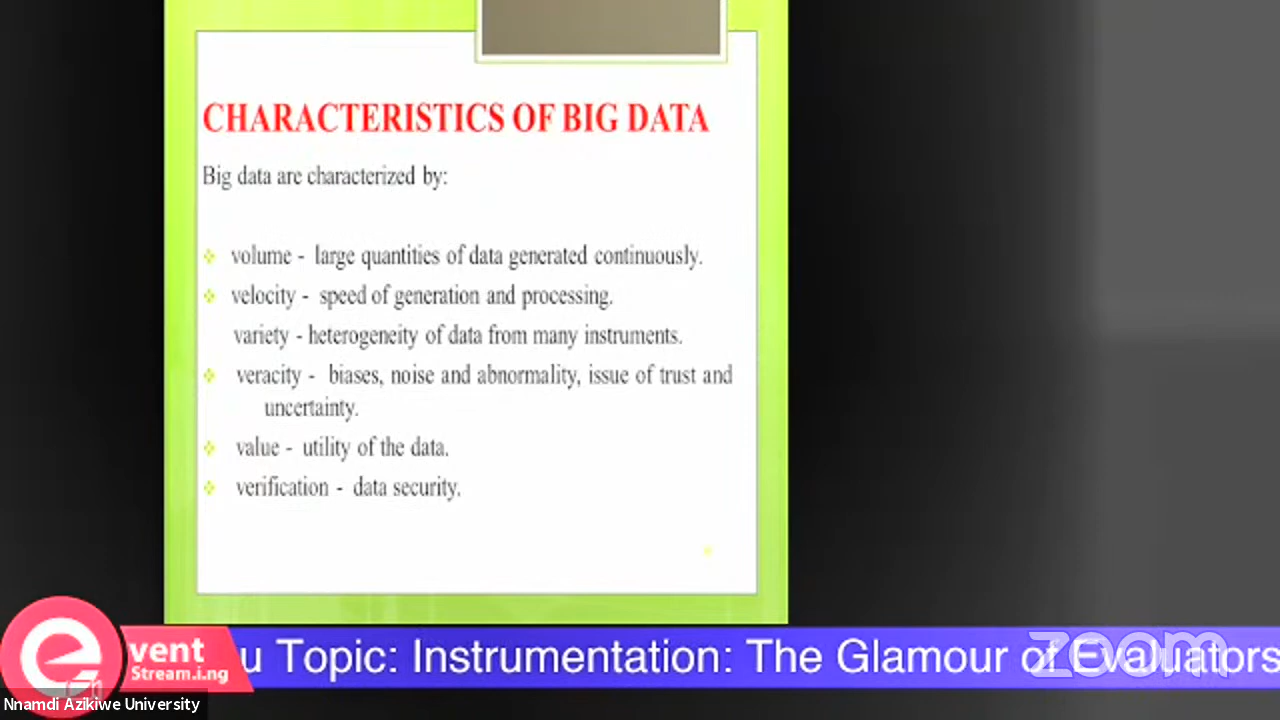 CHARACTERISTICS OF BIG DATA
Big data are characterized by:
volume - large quantities of data generated continuously.
velocity - speed of generation and processing.
variety - heterogeneity of data from many instruments.
veracity - biases, noise and abnormality, issue of trust and
uncertainty.
value - utility of the data.
verification - data security.
e vent
Stream.i.ng
u Topic: Instrumentation: The Glamour of Evaluators
zoom
Nnamdi Azikiwe University